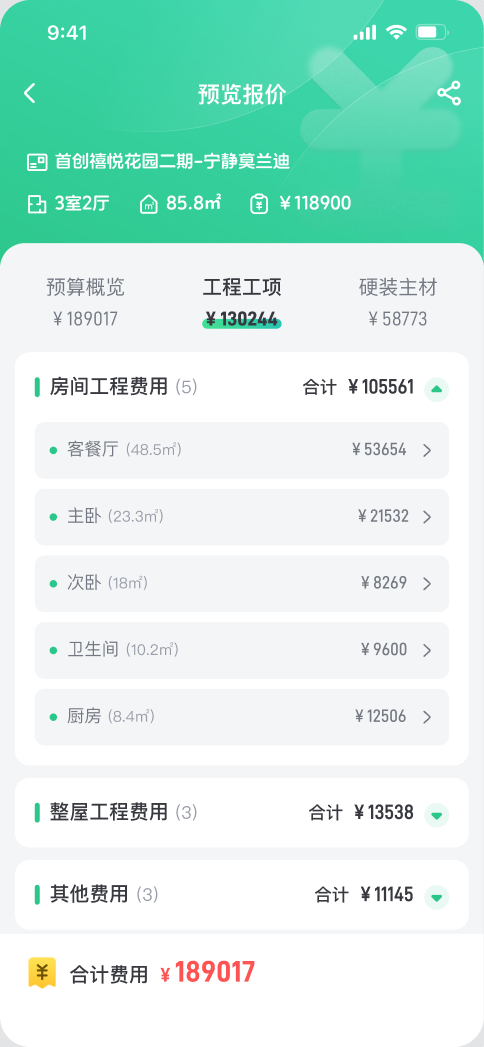 9:41
预览报价
首创禧悦花园二期-宁静莫兰迪
3室2厅 85.8㎡ ¥118900
预算概览 工程工项 硬装主材
¥189017 ¥130244 ¥58773
房间工程费用 (5) 合计 ¥105561
客餐厅 (48.5㎡) ¥53654
主卧 (23.3㎡) ¥21532
次卧 (18㎡) ¥8269
卫生间 (10.2㎡) ¥9600
厨房 (8.4㎡) ¥12506
整屋工程费用 (3) 合计 ¥13538
其他费用 (3) 合计 ¥11145
合计费用 ¥189017